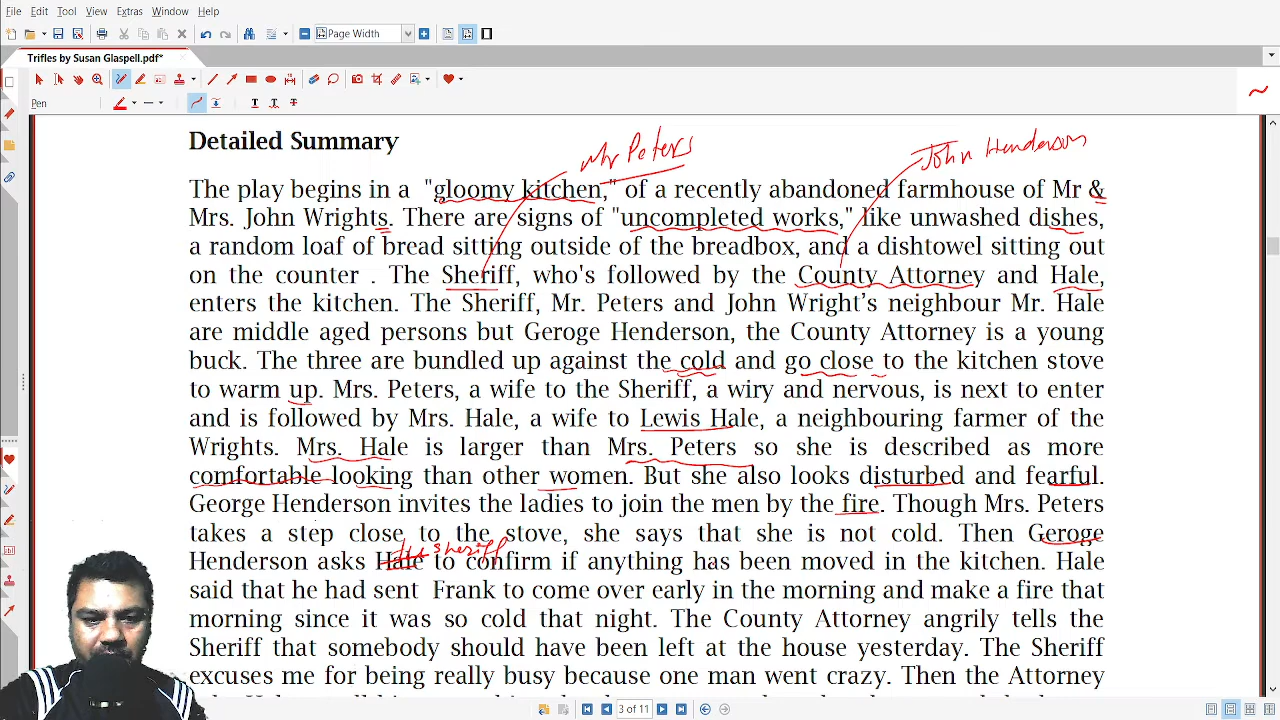 File Edit Tool View Extras Window Help
Page Width
Trifles by Susan Glaspell.pdf*
Pen
T T T
Detailed Summary
Mr Peters
John Henderson
The play begins in a "gloomy kitchen," of a recently abandoned farmhouse of Mr &
Mrs. John Wrights. There are signs of "uncompleted works," like unwashed dishes,
a random loaf of bread sitting outside of the breadbox, and a dishtowel sitting out
on the counter . The Sheriff, who's followed by the County Attorney and Hale,
enters the kitchen. The Sheriff, Mr. Peters and John Wright's neighbour Mr. Hale
are middle aged persons but Geroge Henderson, the County Attorney is a young
buck. The three are bundled up against the cold and go close to the kitchen stove
to warm up. Mrs. Peters, a wife to the Sheriff, a wiry and nervous, is next to enter
and is followed by Mrs. Hale, a wife to Lewis Hale, a neighbouring farmer of the
Wrights. Mrs. Hale is larger than Mrs. Peters so she is described as more
comfortable looking than other women. But she also looks disturbed and fearful.
George Henderson invites the ladies to join the men by the fire. Though Mrs. Peters
takes a step close to the stove, she says that she is not cold. Then Geroge
the sheriff
Henderson asks Hale to confirm if anything has been moved in the kitchen. Hale
said that he had sent Frank to come over early in the morning and make a fire that
morning since it was so cold that night. The County Attorney angrily tells the
Sheriff that somebody should have been left at the house yesterday. The Sheriff
excuses me for being really busy because one man went crazy. Then the Attorney
3 of 11